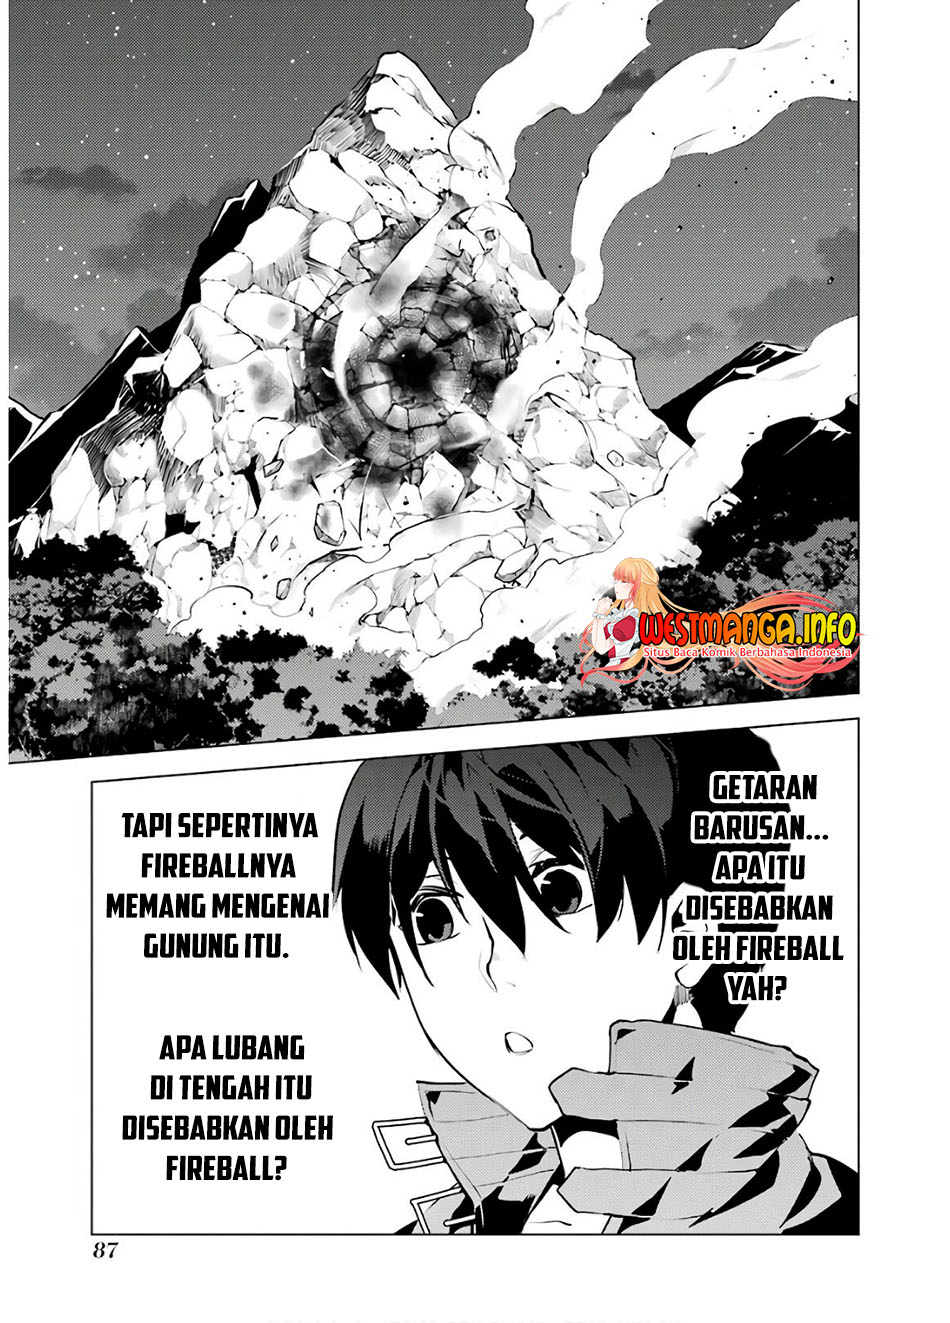 WESTMANGA.INFO
Situs Baca Komik Berbahasa Indonesia
GETARAN
BARUSAN...
APA ITU
DISEBABKAN
OLEH FIREBALL
YAH?
TAPI SEPERTINYA
FIREBALLNYA
MEMANG MENGENAI
GUNUNG ITU.
APA LUBANG
DI TENGAH ITU
DISEBABKAN OLEH
FIREBALL?
87